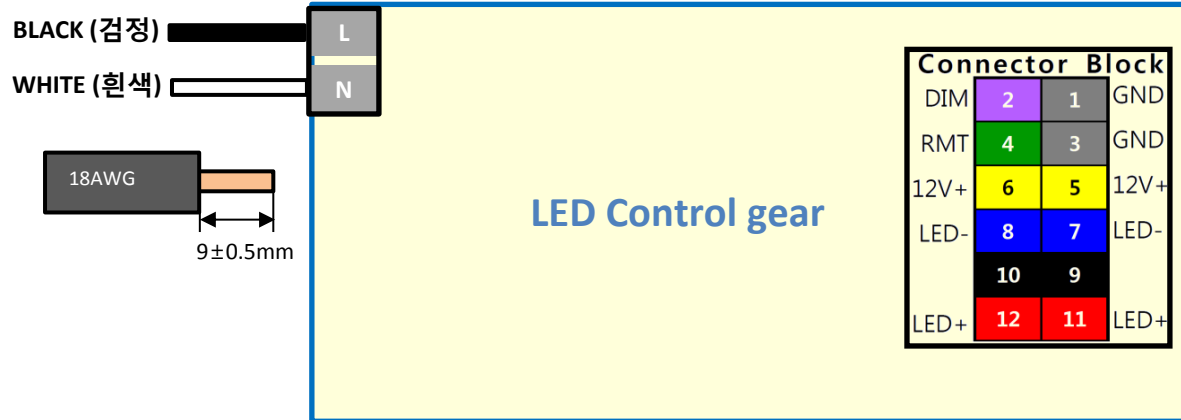 BLACK (검정)
L
WHITE (흰색)
N
18AWG
9±0.5mm
LED Control gear
Connector Block
DIM 2 1 GND
RMT 4 3 GND
12V+ 6 5 12V+
LED- 8 7 LED-
10 9
LED+ 12 11 LED+